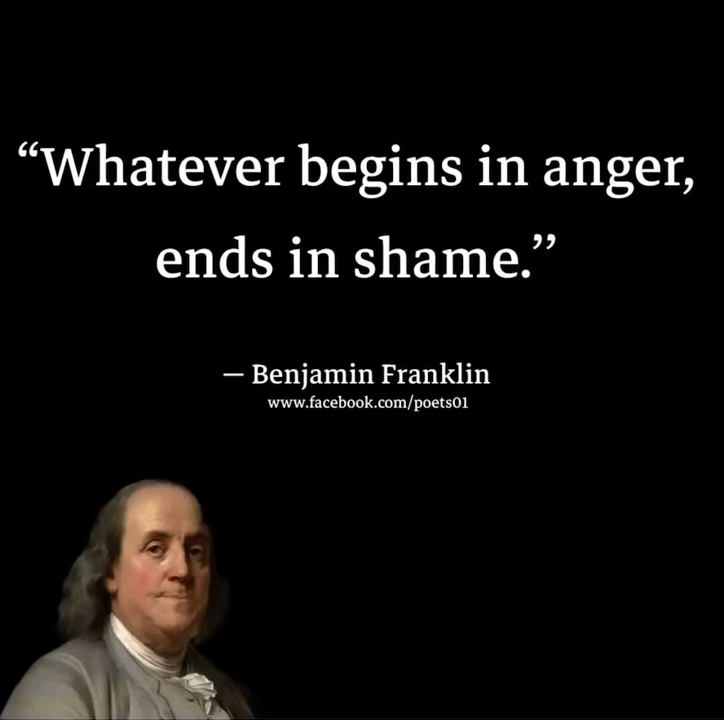 “Whatever begins in anger,
ends in shame.”
— Benjamin Franklin
www.facebook.com/poets01